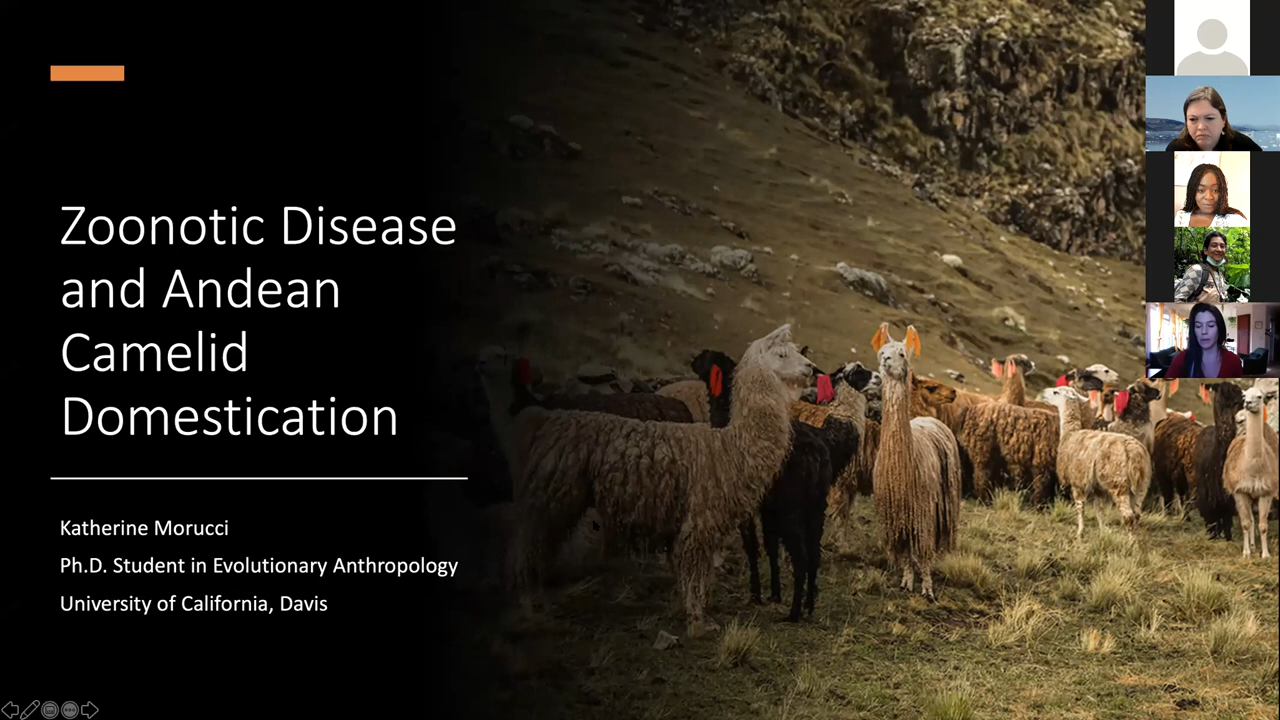 Zoonotic Disease
and Andean
Camelid
Domestication
Katherine Morucci
Ph.D. Student in Evolutionary Anthropology
University of California, Davis